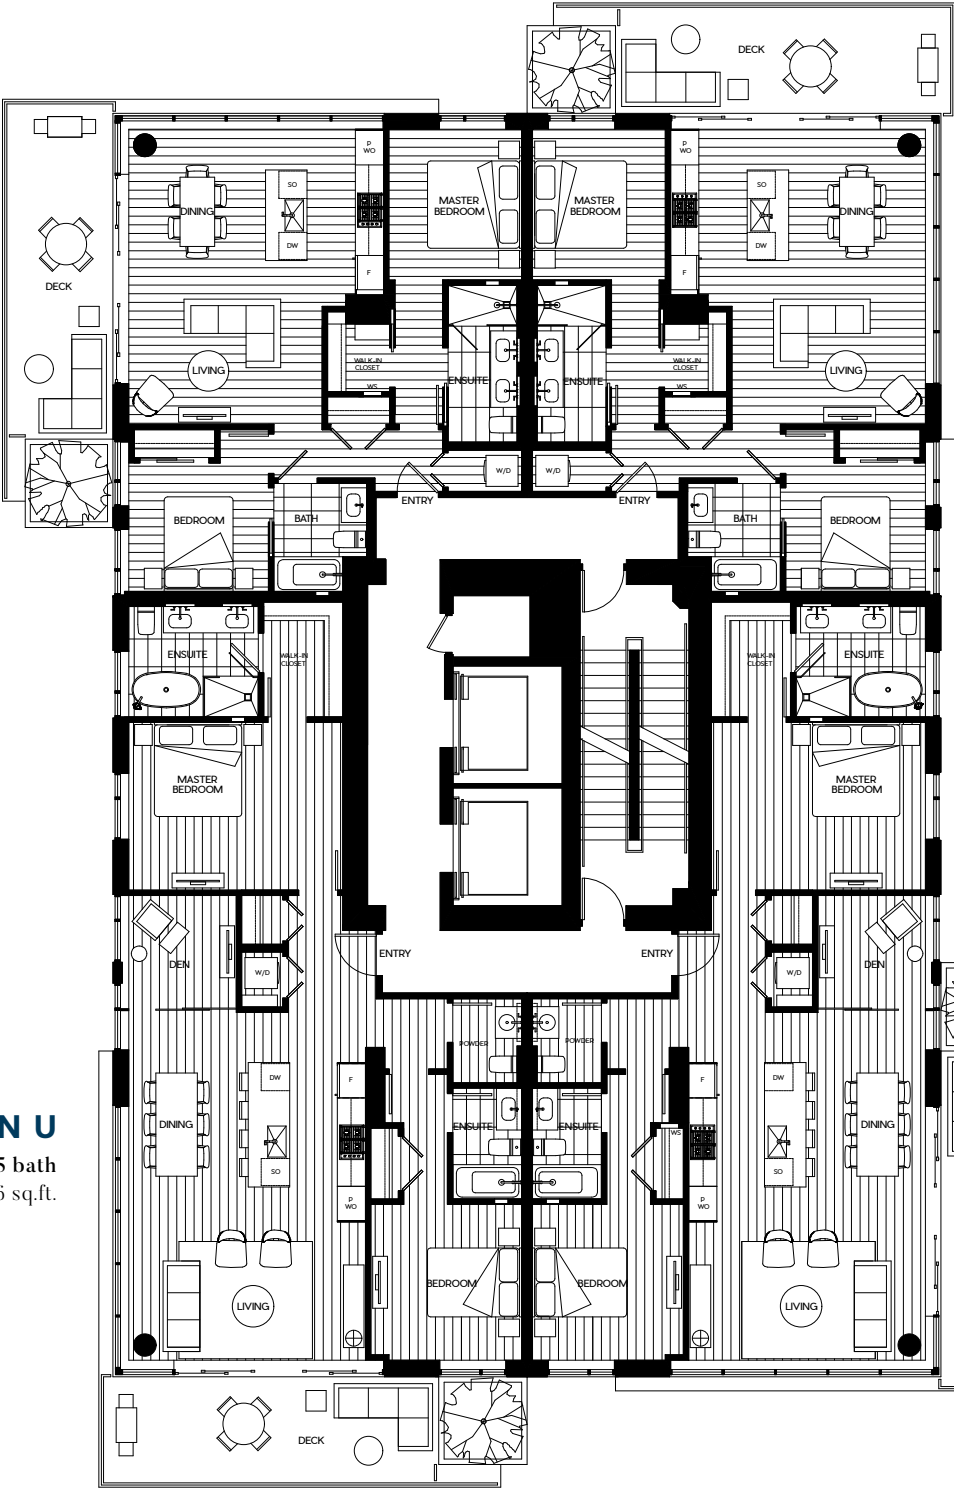 DECK
P
WO
P
WO
SO
MASTER
BEDROOM
MASTER
BEDROOM
SO
DINING
DINING
DW
DW
F
F
DECK
WALK-IN
CLOSET
WALK-IN
CLOSET
LIVING
LIVING
ENSUITE
ENSUITE
WS
WS
W/D
W/D
ENTRY
ENTRY
BEDROOM
BATH
BATH
BEDROOM
ENSUITE
WALK-IN
CLOSET
WALK-IN
CLOSET
ENSUITE
MASTER
BEDROOM
MASTER
BEDROOM
ENTRY
ENTRY
DEN
DEN
W/D
W/D
POWDER
POWDER
DW
F
F
DW
NU
DINING
ENSUITE
ENSUITE
WS
DINING
5 bath
SO
SO
6 sq.ft.
P
WO
P
WO
BEDROOM
BEDROOM
LIVING
LIVING
DECK